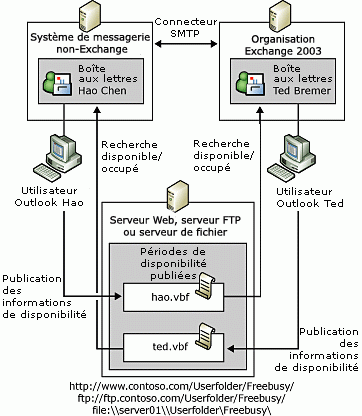 Connecteur
SMTP
Système de messagerie
non-Exchange
Organisation
Exchange 2003
Boîte
aux lettres
Hao Chen
Boîte
aux lettres
Ted Bremer
Recherche
disponible/
occupé
Recherche
disponible/
occupé
Utilisateur
Outlook Hao
Utilisateur
Outlook Ted
Serveur Web, serveur FTP
ou serveur de fichier
Périodes de
disponibilité
publiées
Publication
des
informations
de disponibilité
hao.vbf
ted.vbf
Publication
des
informations
de disponibilité
http://www.contoso.com/Userfolder/Freebusy/
ftp://ftp.contoso.com/Userfolder/Freebusy/
file:\\server01\\Userfolder\Freebusy\